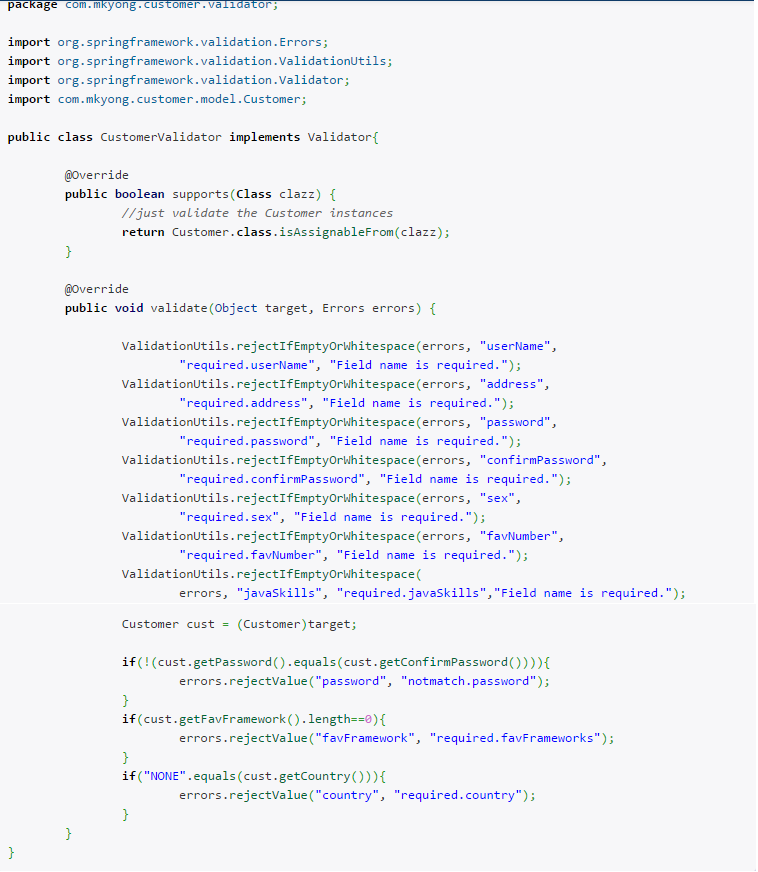 package com.mkyong.customer.validator;
import org.springframework.validation.Errors;
import org.springframework.validation.ValidationUtils;
import org.springframework.validation.Validator;
import com.mkyong.customer.model.Customer;
public class CustomerValidator implements Validator{
@Override
public boolean supports(Class clazz) {
//just validate the Customer instances
return Customer.class.isAssignableFrom(clazz);
}
@Override
public void validate(Object target, Errors errors) {
ValidationUtils.rejectIfEmptyOrWhitespace(errors, "userName",
"required.userName", "Field name is required.");
ValidationUtils.rejectIfEmptyOrWhitespace(errors, "address",
"required.address", "Field name is required.");
ValidationUtils.rejectIfEmptyOrWhitespace(errors, "password",
"required.password", "Field name is required.");
ValidationUtils.rejectIfEmptyOrWhitespace(errors, "confirmPassword",
"required.confirmPassword", "Field name is required.");
ValidationUtils.rejectIfEmptyOrWhitespace(errors, "sex",
"required.sex", "Field name is required.");
ValidationUtils.rejectIfEmptyOrWhitespace(errors, "favNumber",
"required.favNumber", "Field name is required.");
ValidationUtils.rejectIfEmptyOrWhitespace(
errors, "javaSkills", "required.javaSkills","Field name is required.");
Customer cust = (Customer)target;
if(!(cust.getPassword().equals(cust.getConfirmPassword()))){
errors.rejectValue("password", "notmatch.password");
}
if(cust.getFavFramework().length==0){
errors.rejectValue("favFramework", "required.favFrameworks");
}
if("NONE".equals(cust.getCountry())){
errors.rejectValue("country", "required.country");
}
}
}